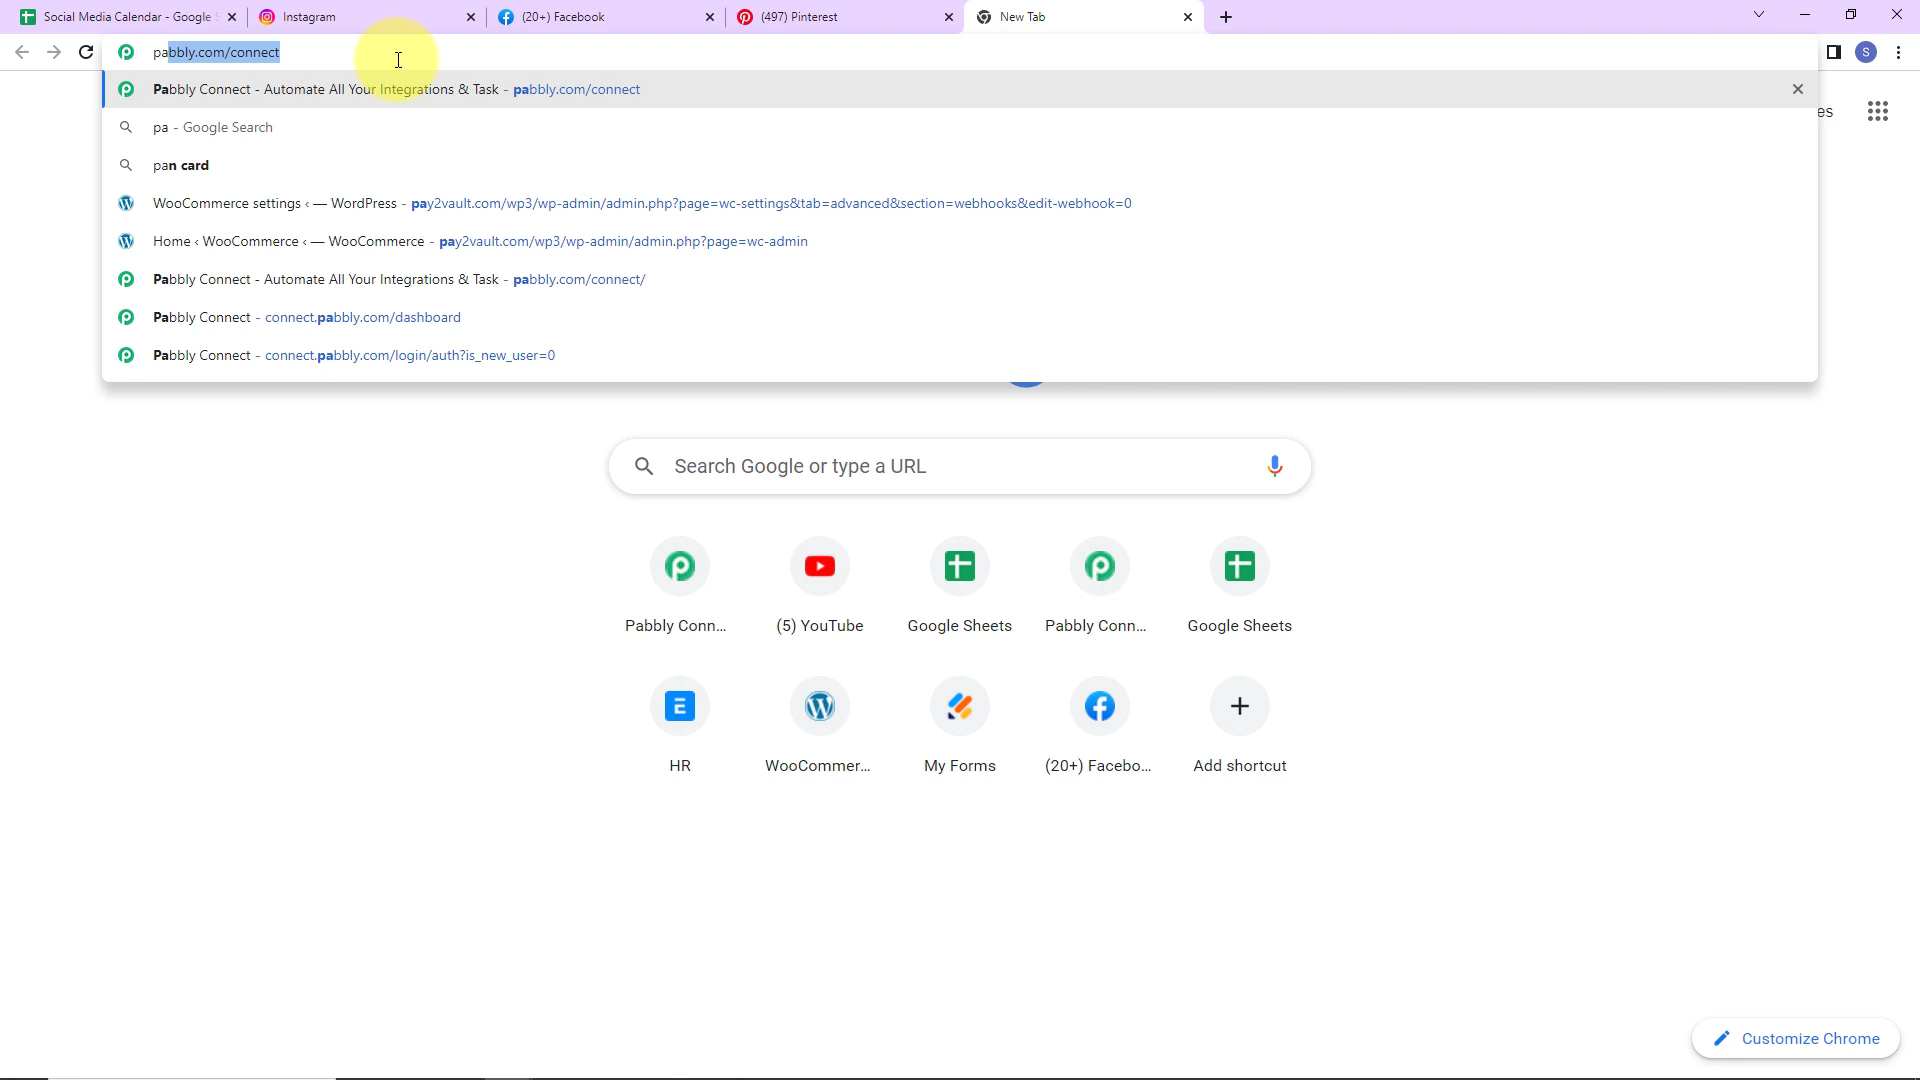 Social Media Calendar - Google S
Instagram
(20+) Facebook
(497) Pinterest
New Tab
pabbly.com/connect
S
Pabbly Connect - Automate All Your Integrations & Task - pabbly.com/connect
es
pa - Google Search
pan card
WooCommerce settings ‹ — WordPress - pay2vault.com/wp3/wp-admin/admin.php?page=wc-settings&tab=advanced&section=webhooks&edit-webhook=0
Home ‹ WooCommerce ‹ — WooCommerce - pay2vault.com/wp3/wp-admin/admin.php?page=wc-admin
Pabbly Connect - Automate All Your Integrations & Task - pabbly.com/connect/
Pabbly Connect - connect.pabbly.com/dashboard
Pabbly Connect - connect.pabbly.com/login/auth?is_new_user=0
Search Google or type a URL
Pabbly Conn...
(5) YouTube
Google Sheets
Pabbly Conn...
Google Sheets
HR
WooCommer...
My Forms
(20+) Facebo...
Add shortcut
Customize Chrome